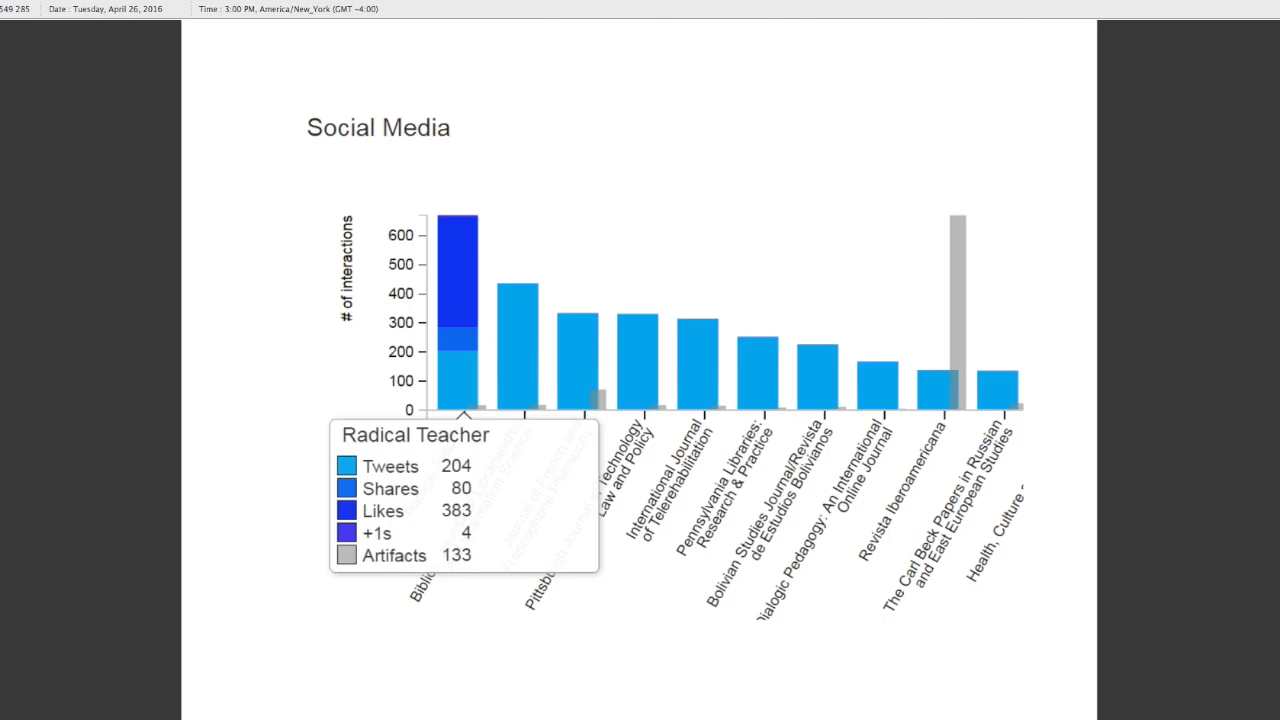 549 285
Date : Tuesday, April 26, 2016
Time : 3:00 PM, America/New_York (GMT -4:00)
Social Media
# of interactions
600
500
400
300
200
100
0
Radical Teacher
Tweets 204
Shares 80
Likes 383
+1s 4
Artifacts 133
Technology
Law and Policy
International Journal
of Telerehabilitation
Pennsylvania Libraries:
Research & Practice
Bolivian Studies Journal/Revista
de Estudios Bolivianos
Dialogic Pedagogy: An International
Online Journal
Revista Iberoamericana
The Carl Beck Papers in Russian
and East European Studies
Health, Culture